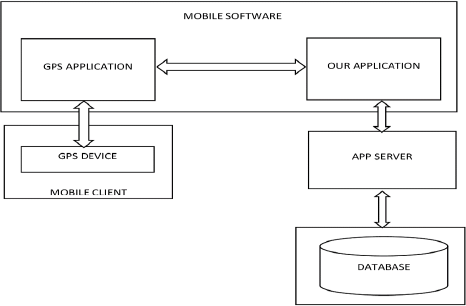 MOBILE SOFTWARE
GPS APPLICATION
OUR APPLICATION
GPS DEVICE
MOBILE CLIENT
APP SERVER
DATABASE